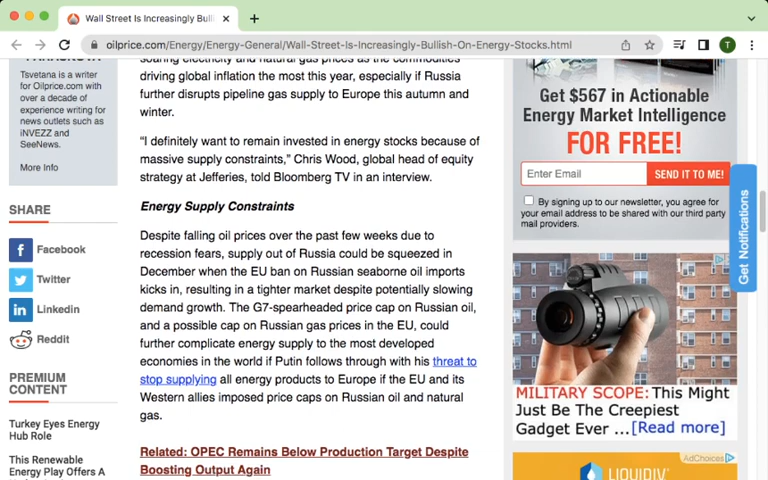 Wall Street Is Increasingly Bulli
oilprice.com/Energy/Energy-General/Wall-Street-Is-Increasingly-Bullish-On-Energy-Stocks.html
T
Tsvetana is a writer
for Oilprice.com with
over a decade of
experience writing for
news outlets such as
iNVEZZ and
SeeNews.
More Info
SHARE
Facebook
Twitter
Linkedin
Reddit
PREMIUM
CONTENT
Turkey Eyes Energy
Hub Role
This Renewable
Energy Play Offers A
soaring electricity and natural gas prices as the commodities
driving global inflation the most this year, especially if Russia
further disrupts pipeline gas supply to Europe this autumn and
winter.
“I definitely want to remain invested in energy stocks because of
massive supply constraints,” Chris Wood, global head of equity
strategy at Jefferies, told Bloomberg TV in an interview.
Energy Supply Constraints
Despite falling oil prices over the past few weeks due to
recession fears, supply out of Russia could be squeezed in
December when the EU ban on Russian seaborne oil imports
kicks in, resulting in a tighter market despite potentially slowing
demand growth. The G7-spearheaded price cap on Russian oil,
and a possible cap on Russian gas prices in the EU, could
further complicate energy supply to the most developed
economies in the world if Putin follows through with his threat to
stop supplying all energy products to Europe if the EU and its
Western allies imposed price caps on Russian oil and natural
gas.
Related: OPEC Remains Below Production Target Despite
Boosting Output Again
Get $567 in Actionable
Energy Market Intelligence
FOR FREE!
Enter Email
SEND IT TO ME!
By signing up to our newsletter, you agree for
your email address to be shared with our third party
mail providers.
Get Notifications
MILITARY SCOPE: This Might
Just Be The Creepiest
Gadget Ever ...[Read more]
AdChoices
LIQUID I.V.